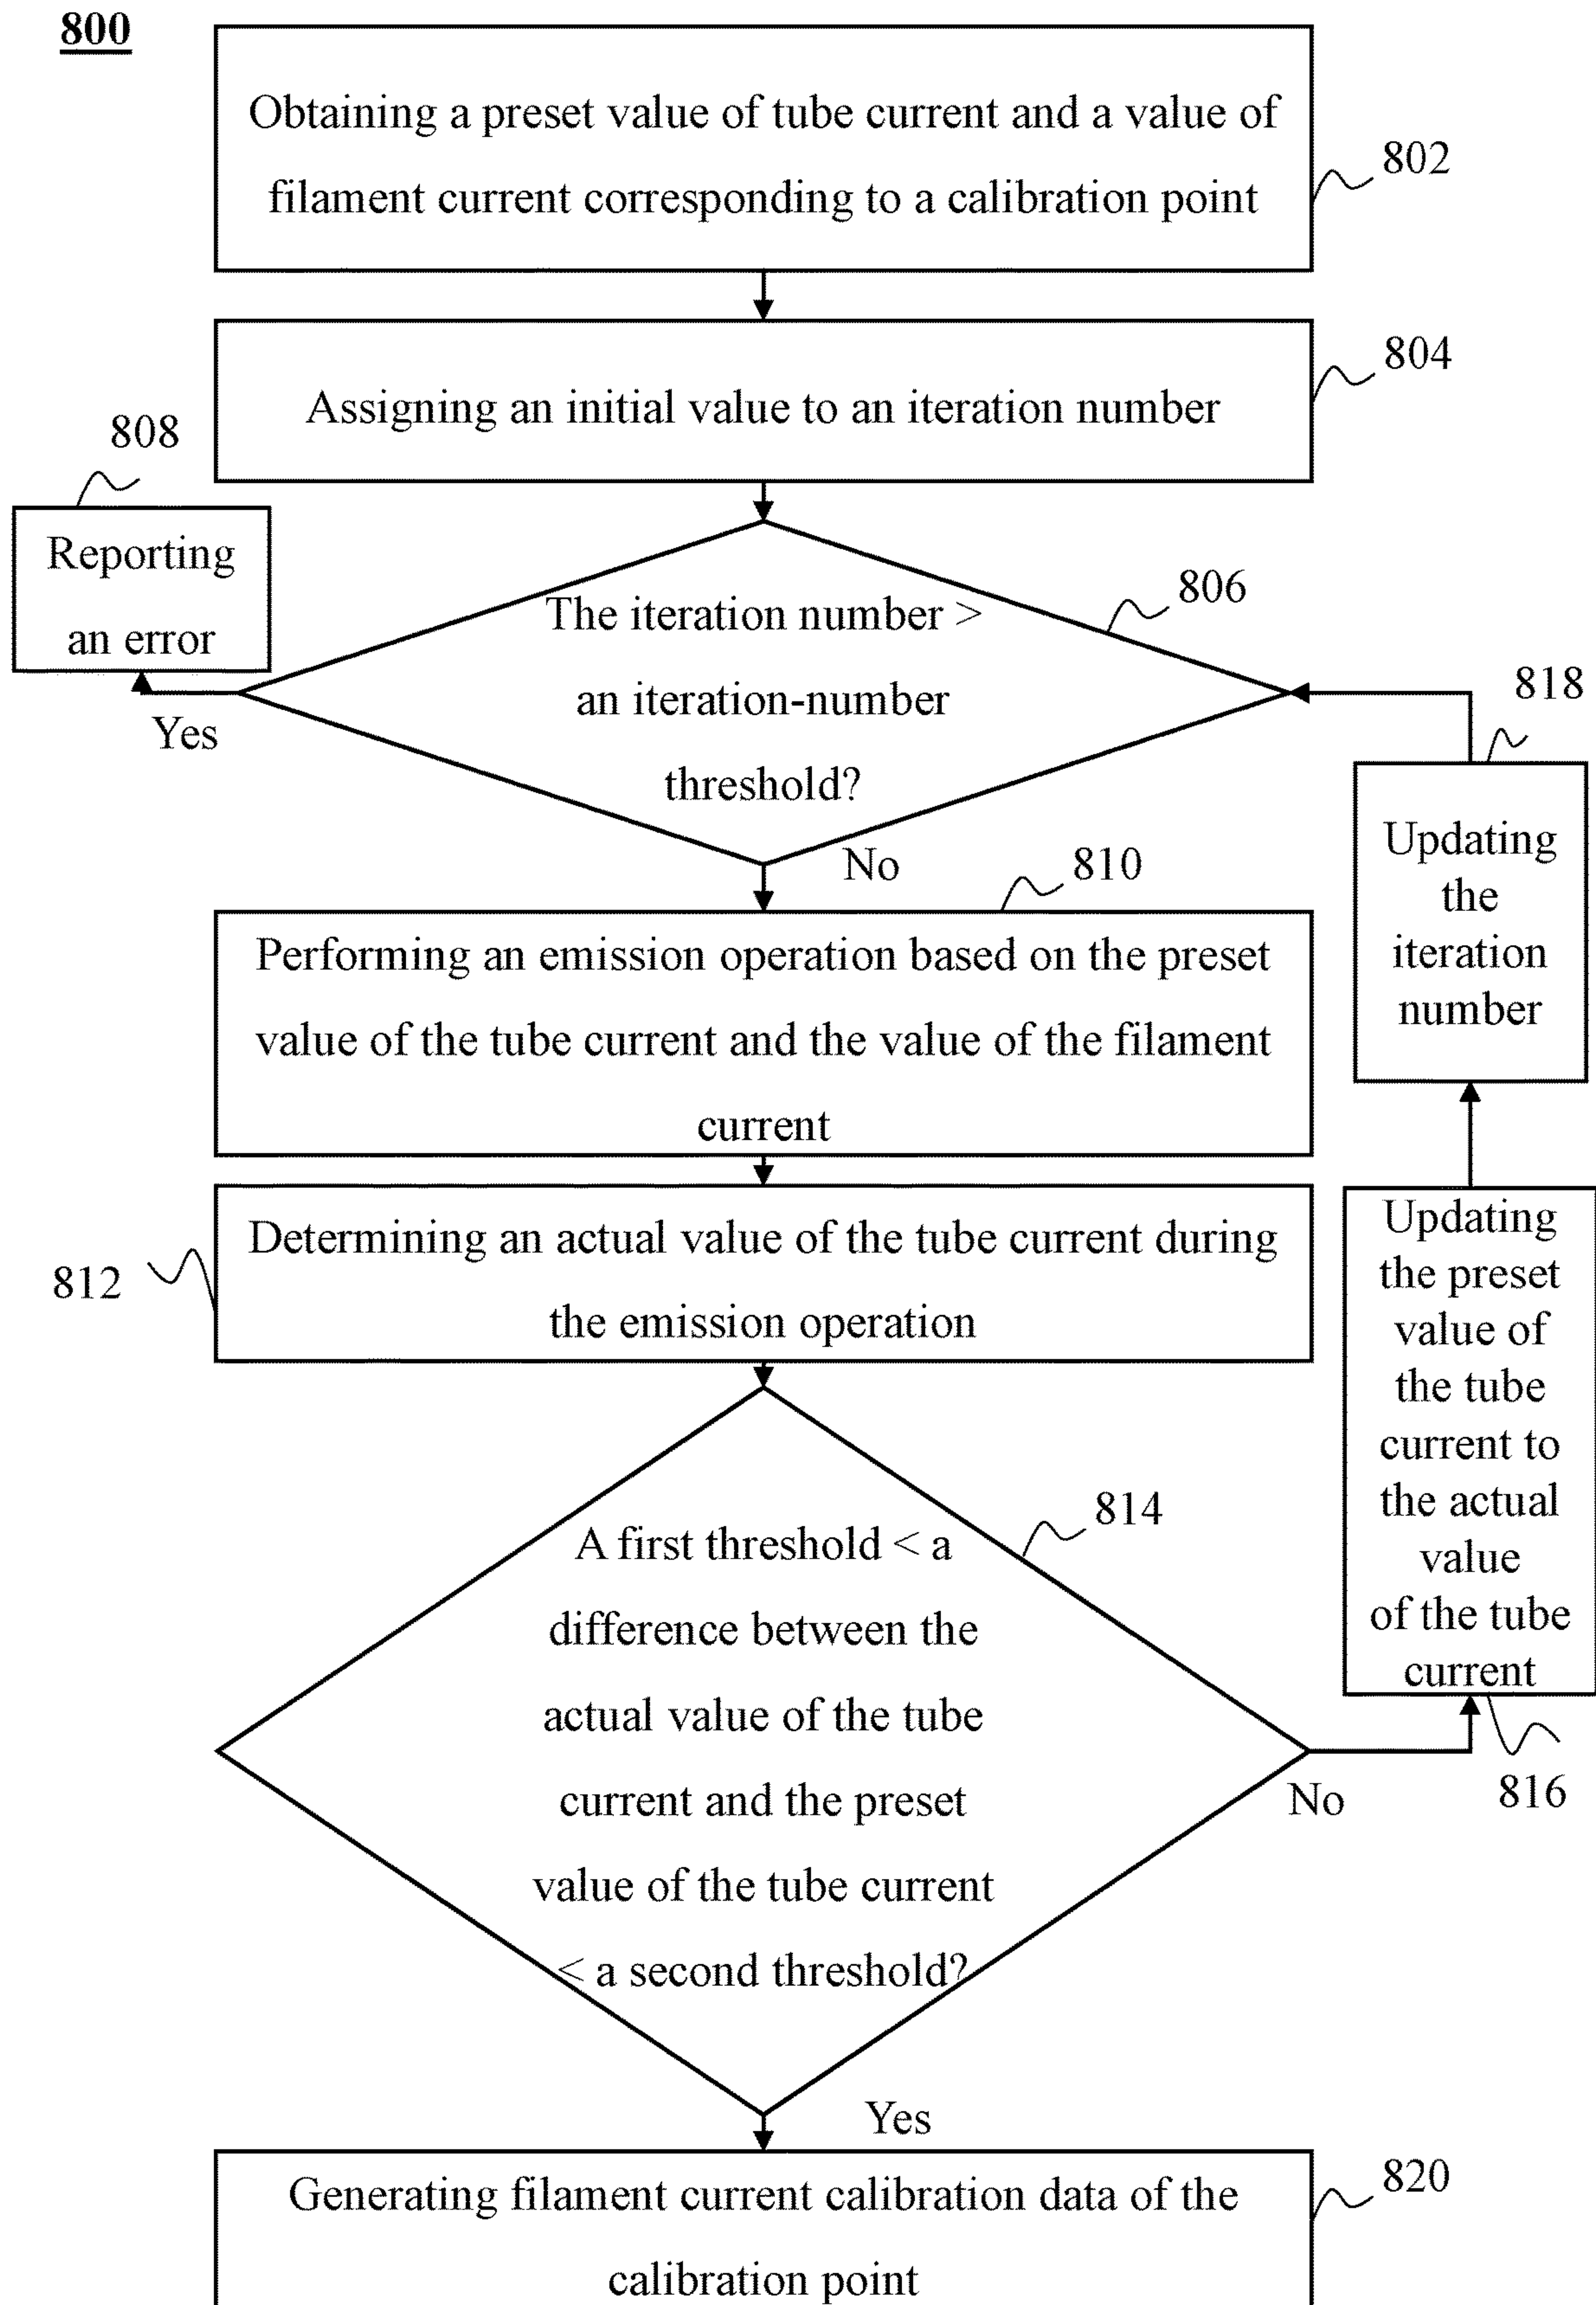 800
Obtaining a preset value of tube current and a value of
filament current corresponding to a calibration point
802
Assigning an initial value to an iteration number
804
808
Reporting
an error
The iteration number >
an iteration-number
threshold?
806
Yes
No
818
Updating
the
iteration
number
810
Performing an emission operation based on the preset
value of the tube current and the value of the filament
current
812
Determining an actual value of the tube current during
the emission operation
Updating
the preset
value of
the tube
current to
the actual
value
of the tube
current
816
814
A first threshold < a
difference between the
actual value of the tube
current and the preset
value of the tube current
< a second threshold?
No
Yes
Generating filament current calibration data of the
calibration point
820